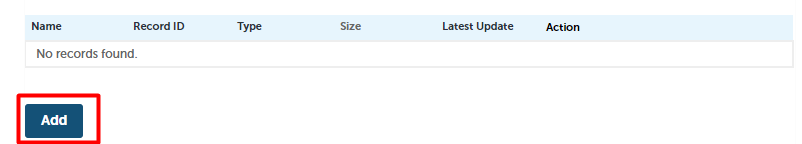 Name Record ID Type Size Latest Update Action
No records found.
Add